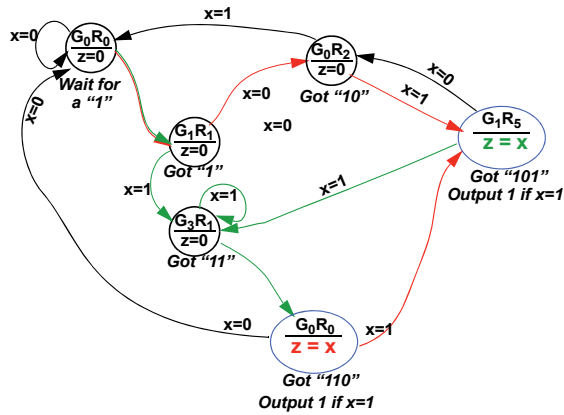 x=1
x=0
G₀R₀
z=0
Wait for
a “1”
G₀R₂
z=0
Got “10”
x=0
x=1
x=0
x=0
x=0
G₁R₁
z=0
Got “1”
G₁R₅
z = x
Got “101”
Output 1 if x=1
x=1
x=1
x=1
G₃R₁
z=0
Got “11”
x=0
G₀R₀
z = x
x=1
Got “110”
Output 1 if x=1